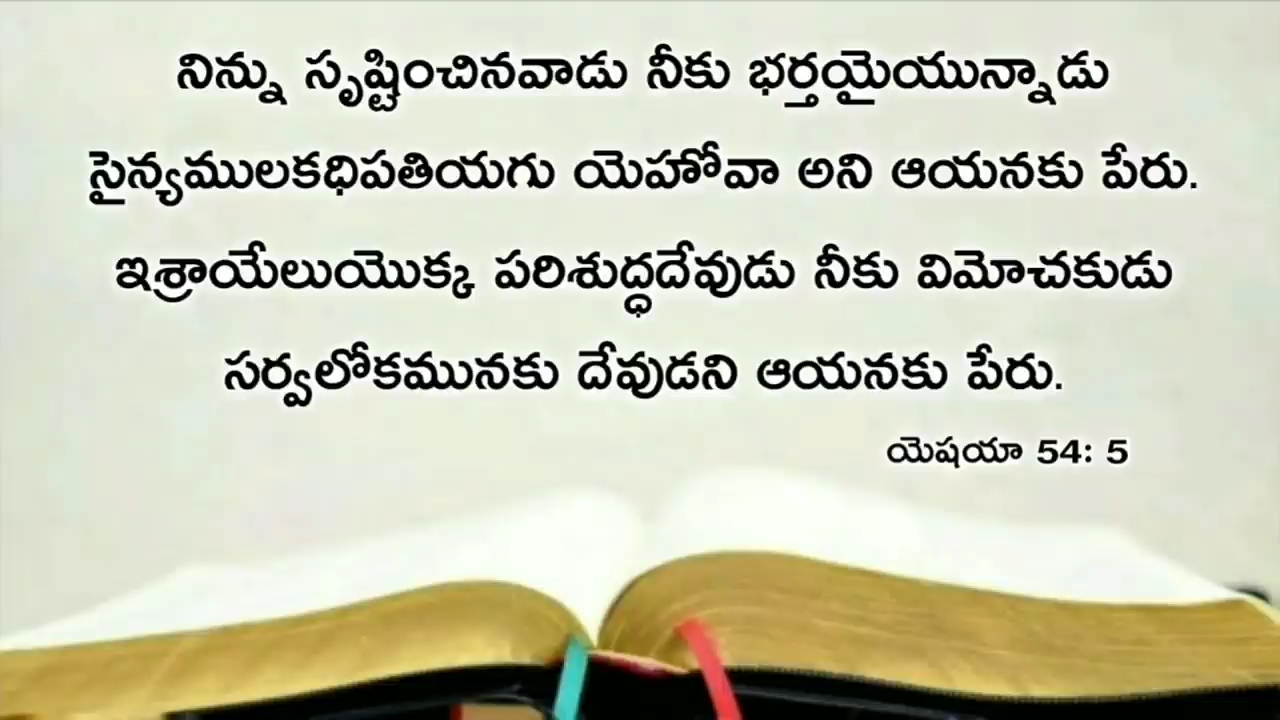 నిన్ను సృష్టించినవాడు నీకు భర్తయైయున్నాడు
సైన్యములకధిపతియగు యెహోవా అని ఆయనకు పేరు.
ఇశ్రాయేలుయొక్క పరిశుద్ధదేవుడు నీకు విమోచకుడు
సర్వలోకమునకు దేవుడని ఆయనకు పేరు.
యెషయా 54: 5